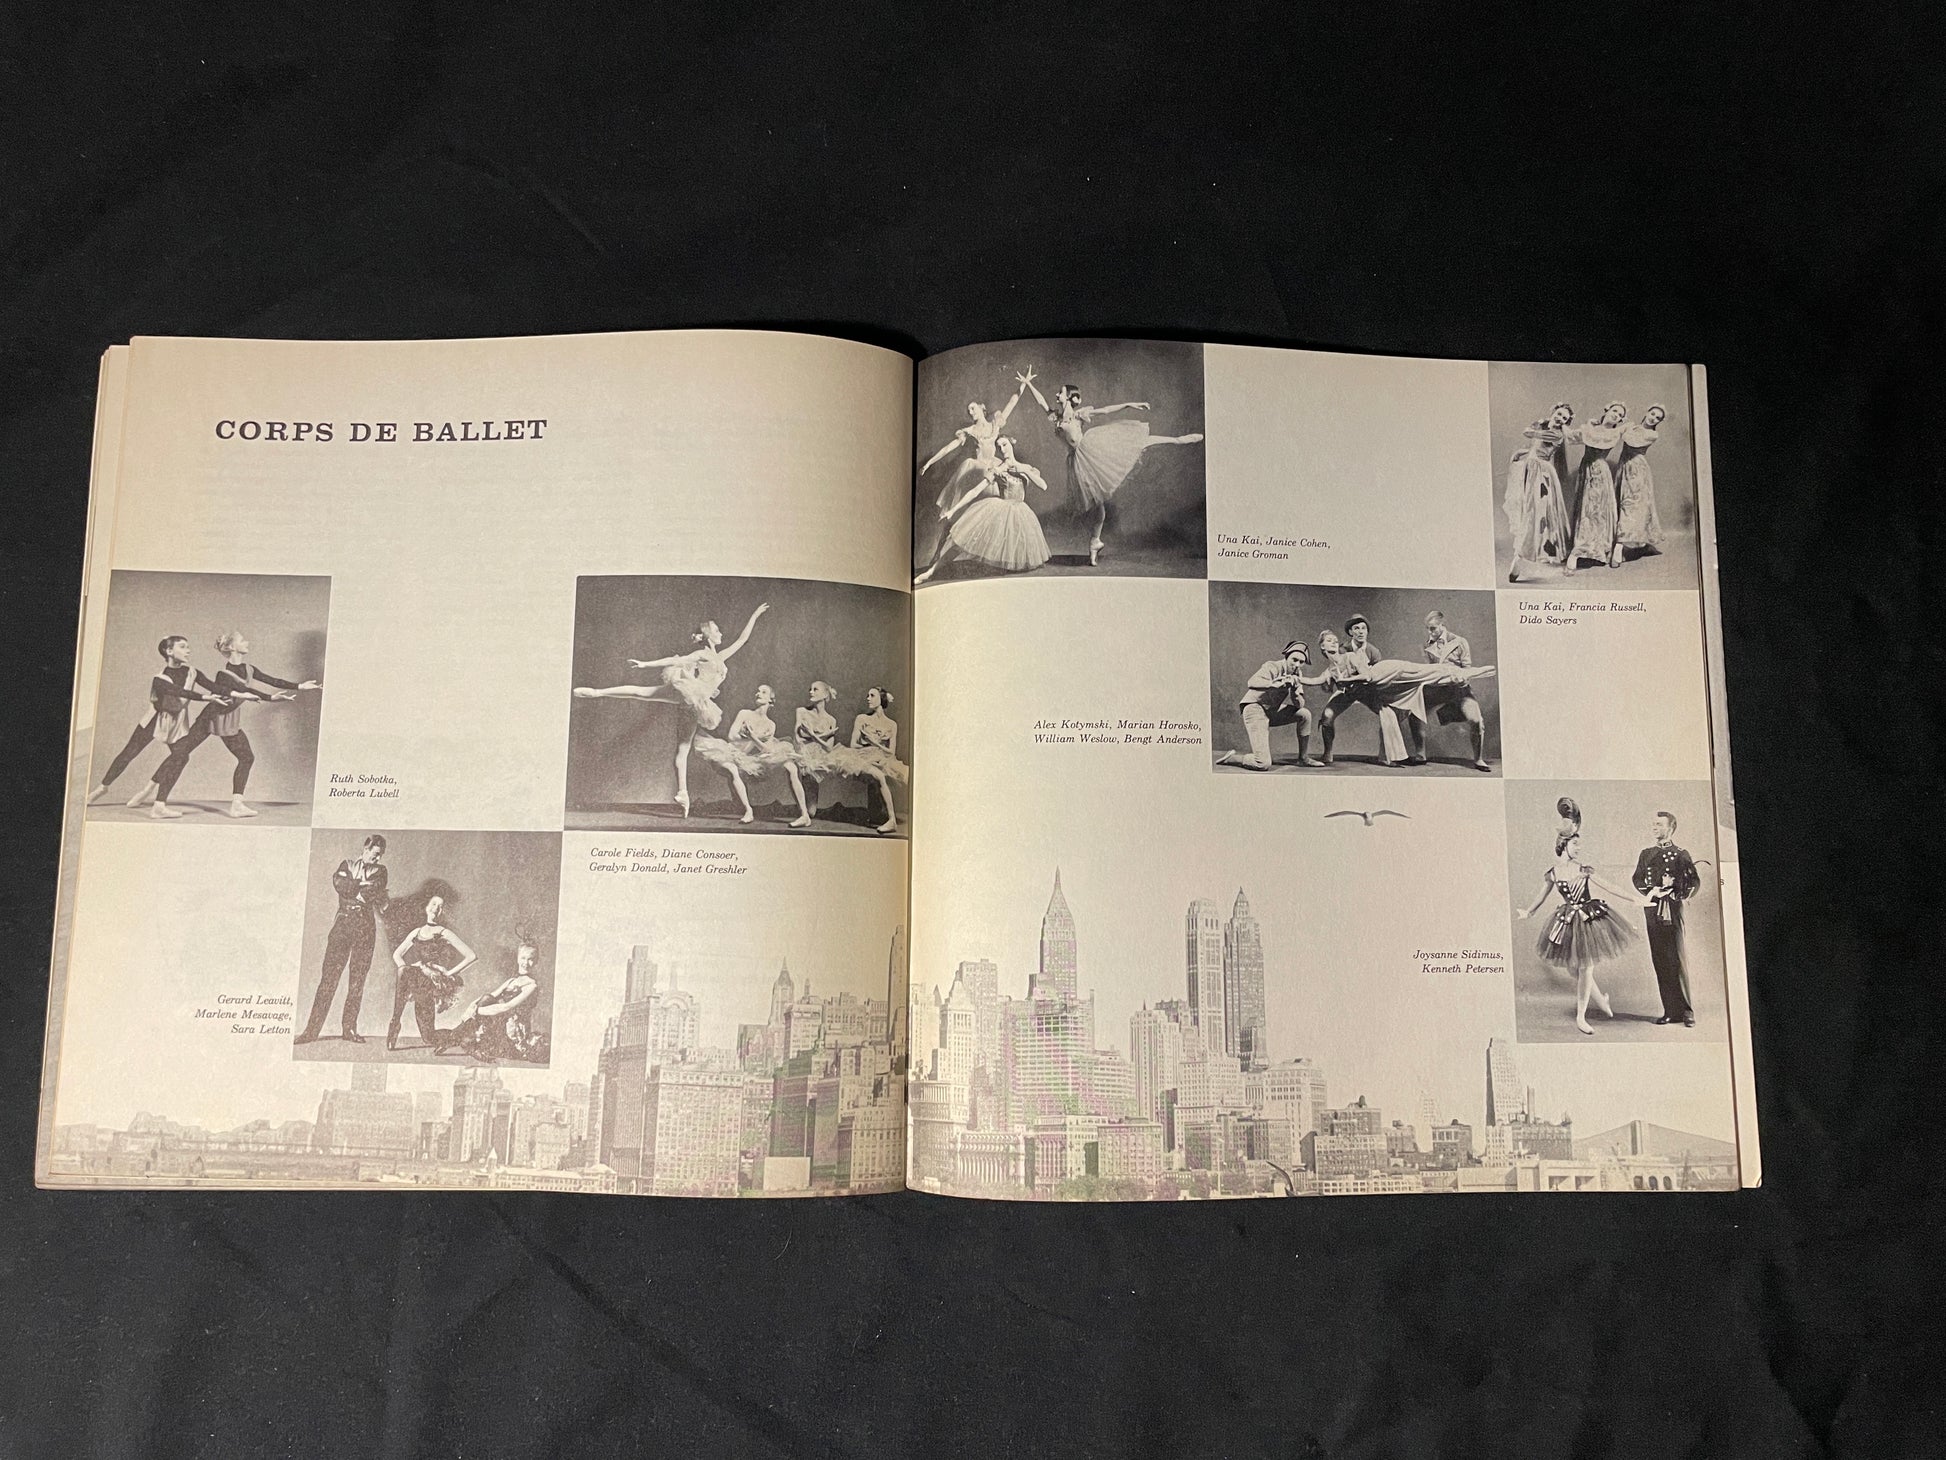 CORPS DE BALLET
Ruth Sobotka,
Roberta Lubell
Carole Fields, Diane Consoer,
Geralyn Donald, Janet Greshler
Gerard Leavitt,
Marlene Mesavage,
Sara Letton
Una Kai, Janice Cohen,
Janice Groman
Una Kai, Francia Russell,
Dido Sayers
Alex Kotymski, Marian Horosko,
William Weslow, Bengt Anderson
Joysanne Sidimus,
Kenneth Petersen